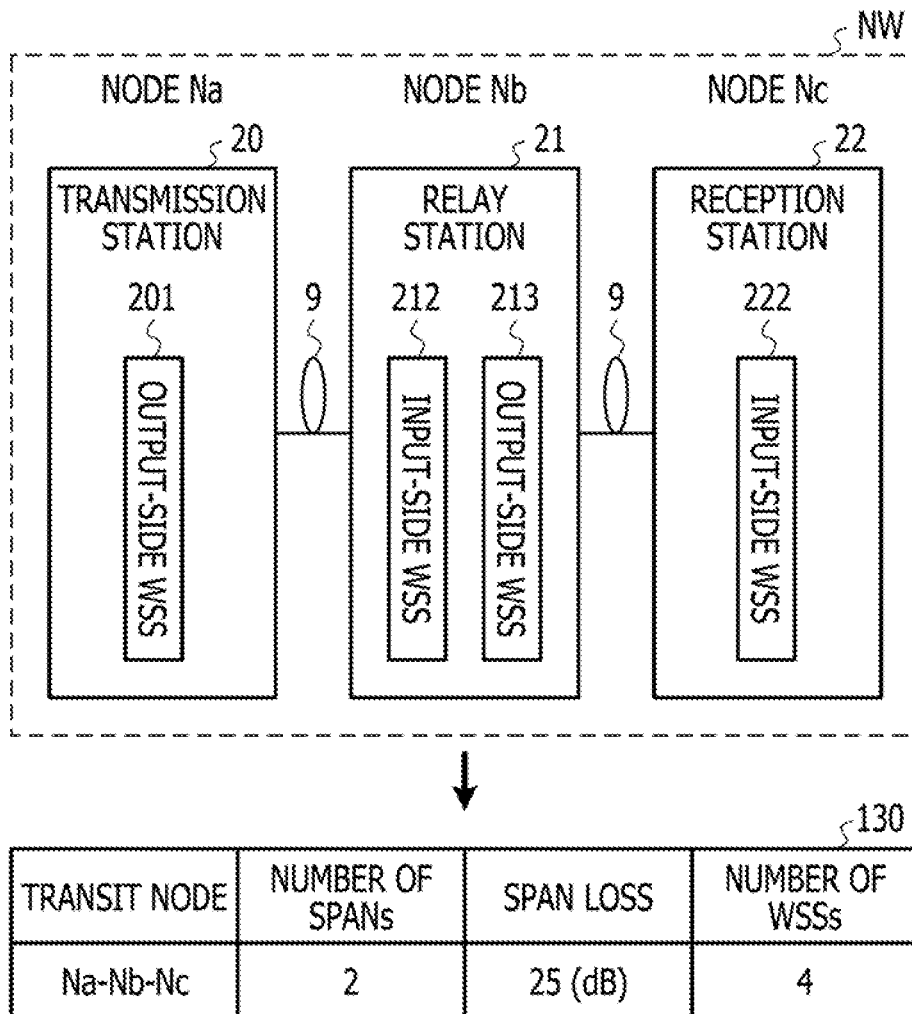 NW
NODE Na
NODE Nb
NODE Nc
20
21
22
TRANSMISSION
STATION
RELAY
STATION
RECEPTION
STATION
201
9
212
213
9
222
OUTPUT-SIDE WSS
INPUT-SIDE WSS
OUTPUT-SIDE WSS
INPUT-SIDE WSS
130
TRANSIT NODE
NUMBER OF
SPANs
SPAN LOSS
NUMBER OF
WSSs
Na-Nb-Nc
2
25 (dB)
4